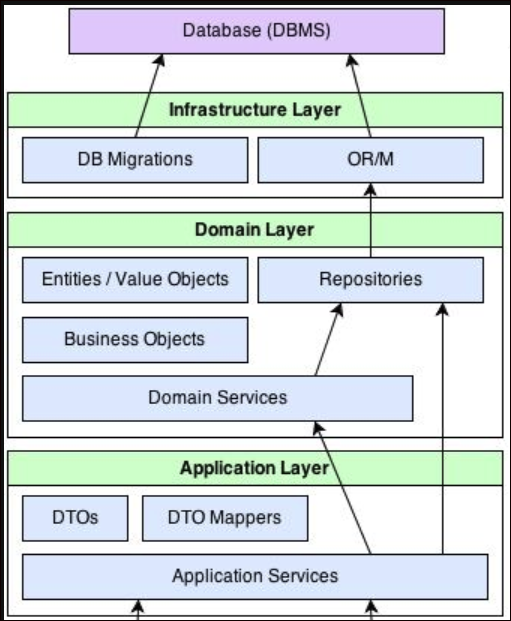 Database (DBMS)
Infrastructure Layer
DB Migrations
OR/M
Domain Layer
Entities / Value Objects
Repositories
Business Objects
Domain Services
Application Layer
DTOs
DTO Mappers
Application Services